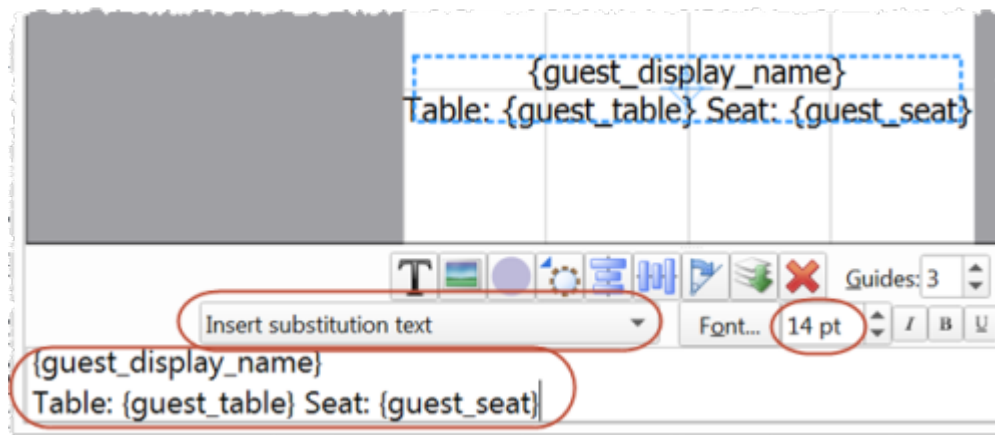 {guest_display_name}
Table: {guest_table} Seat: {guest_seat}
T Guides: 3
Insert substitution text Font... 14 pt I B U
{guest_display_name}
Table: {guest_table} Seat: {guest_seat}